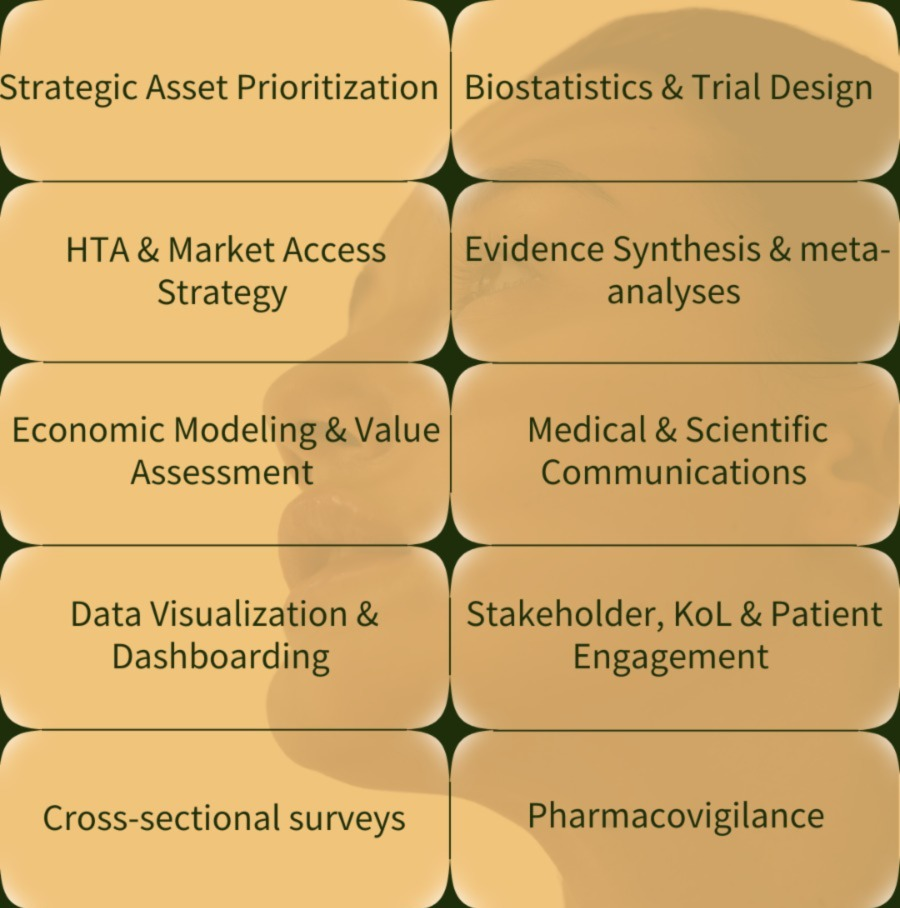 Strategic Asset Prioritization
Biostatistics & Trial Design
HTA & Market Access
Strategy
Evidence Synthesis & meta-
analyses
Economic Modeling & Value
Assessment
Medical & Scientific
Communications
Data Visualization &
Dashboarding
Stakeholder, KoL & Patient
Engagement
Cross-sectional surveys
Pharmacovigilance